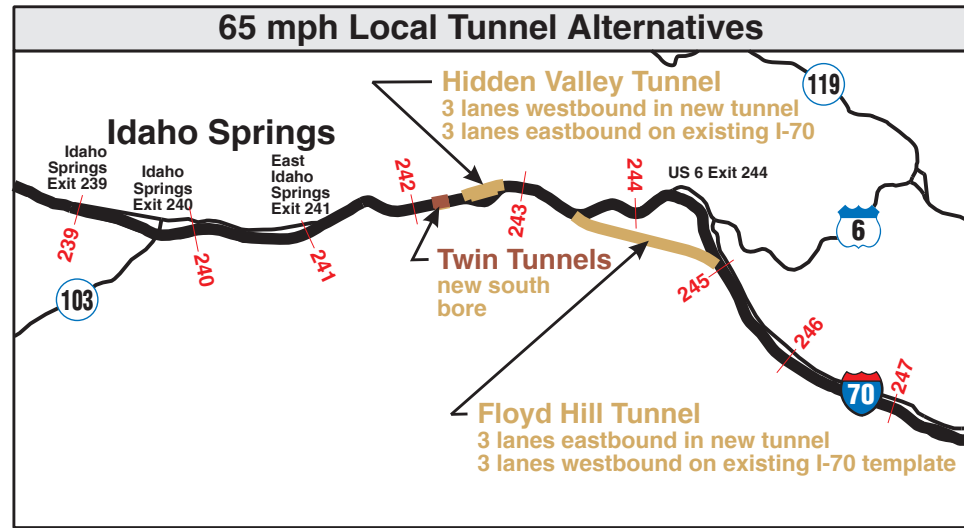 65 mph Local Tunnel Alternatives
Hidden Valley Tunnel
3 lanes westbound in new tunnel
3 lanes eastbound on existing I-70
119
Idaho Springs
Idaho
Springs
Exit 239
Idaho
Springs
Exit 240
East
Idaho
Springs
Exit 241
242
244
US 6 Exit 244
239
240
241
243
6
Twin Tunnels
new south
bore
245
103
246
247
70
Floyd Hill Tunnel
3 lanes eastbound in new tunnel
3 lanes westbound on existing I-70 template